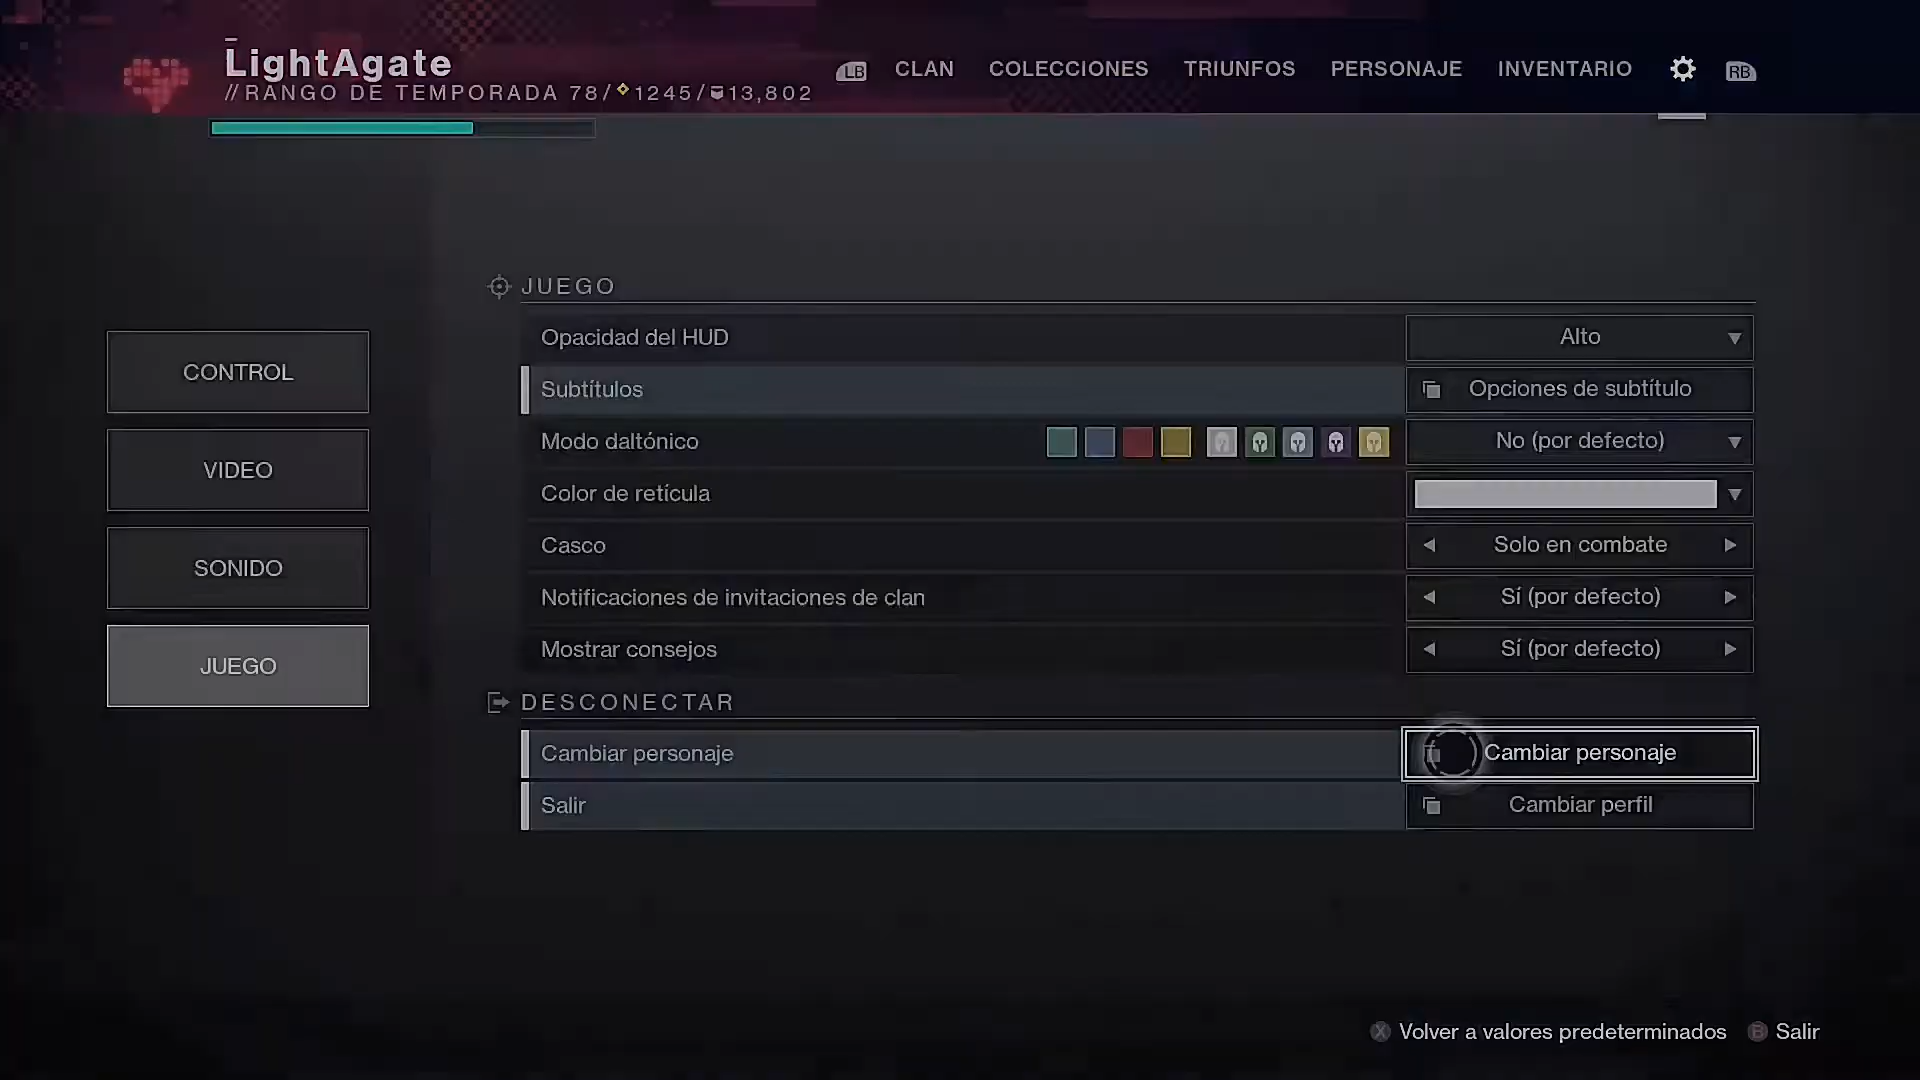 LightAgate
//RANGO DE TEMPORADA 78/1245/13,802
LB CLAN COLECCIONES TRIUNFOS PERSONAJE INVENTARIO RB
JUEGO
Opacidad del HUD Alto
Subtítulos Opciones de subtítulo
Modo daltónico No (por defecto)
Color de retícula
Casco Solo en combate
Notificaciones de invitaciones de clan Sí (por defecto)
Mostrar consejos Sí (por defecto)
CONTROL
VIDEO
SONIDO
JUEGO
DESCONECTAR
Cambiar personaje Cambiar personaje
Salir Cambiar perfil
X Volver a valores predeterminados B Salir